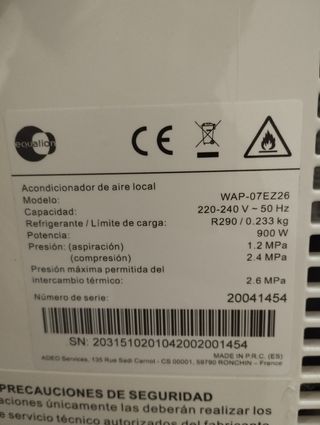 equation
CE
Acondicionador de aire local
Modelo: WAP-07EZ26
Capacidad: 220-240 V ~ 50 Hz
Refrigerante / Límite de carga: R290 / 0.233 kg
Potencia: 900 W
Presión: (aspiración) 1.2 MPa
(compresión) 2.4 MPa
Presión máxima permitida del
intercambio térmico: 2.6 MPa
Número de serie: 20041454
SN: 2031510201042002001454
MADE IN P.R.C. (ES)
ADEO Services, 135 Rue Sadi Carnot - CS 00001, 59790 RONCHIN – France
PRECAUCIONES DE SEGURIDAD
aciones únicamente las deberán realizar los
e servicio técnico autorizados del fabricante